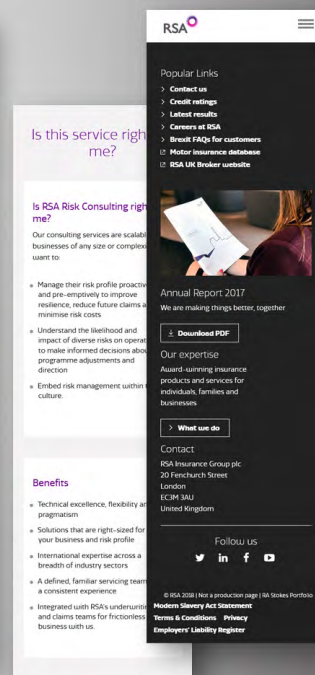 Is this service righ
me?
Is RSA Risk Consulting righ
me?
Our consulting services are scalabl
businesses of any size or complexi
want to:
Manage their risk profile proactiv
and pre-emptively to improve
resilience, reduce future claims a
minimise risk costs
Understand the likelihood and
impact of diverse risks on operat
to make informed decisions abou
programme adjustments and
direction
Embed risk management within
culture.
Benefits
Technical excellence, flexibility an
pragmatism
Solutions that are right-sized for
your business and risk profile
International expertise across a
breadth of industry sectors
A defined, familiar servicing team
a consistent experience
Integrated with RSA's underwritin
and claims teams for frictionless
business with us.
RSA
Popular Links
> Contact us
> Credit ratings
> Latest results
> Careers at RSA
> Brexit FAQs for customers
Motor insurance database
RSA UK Broker website
Annual Report 2017
We are making things better, together
Download PDF
Our expertise
Award-winning insurance
products and services for
individuals, families and
businesses
> What we do
Contact
RSA Insurance Group plc
20 Fenchurch Street
London
EC3M 3AU
United Kingdom
Follow us
© RSA 2018 | Not a production page | RA Stokes Portfolio
Modern Slavery Act Statement
Terms & Conditions Privacy
Employers' Liability Register